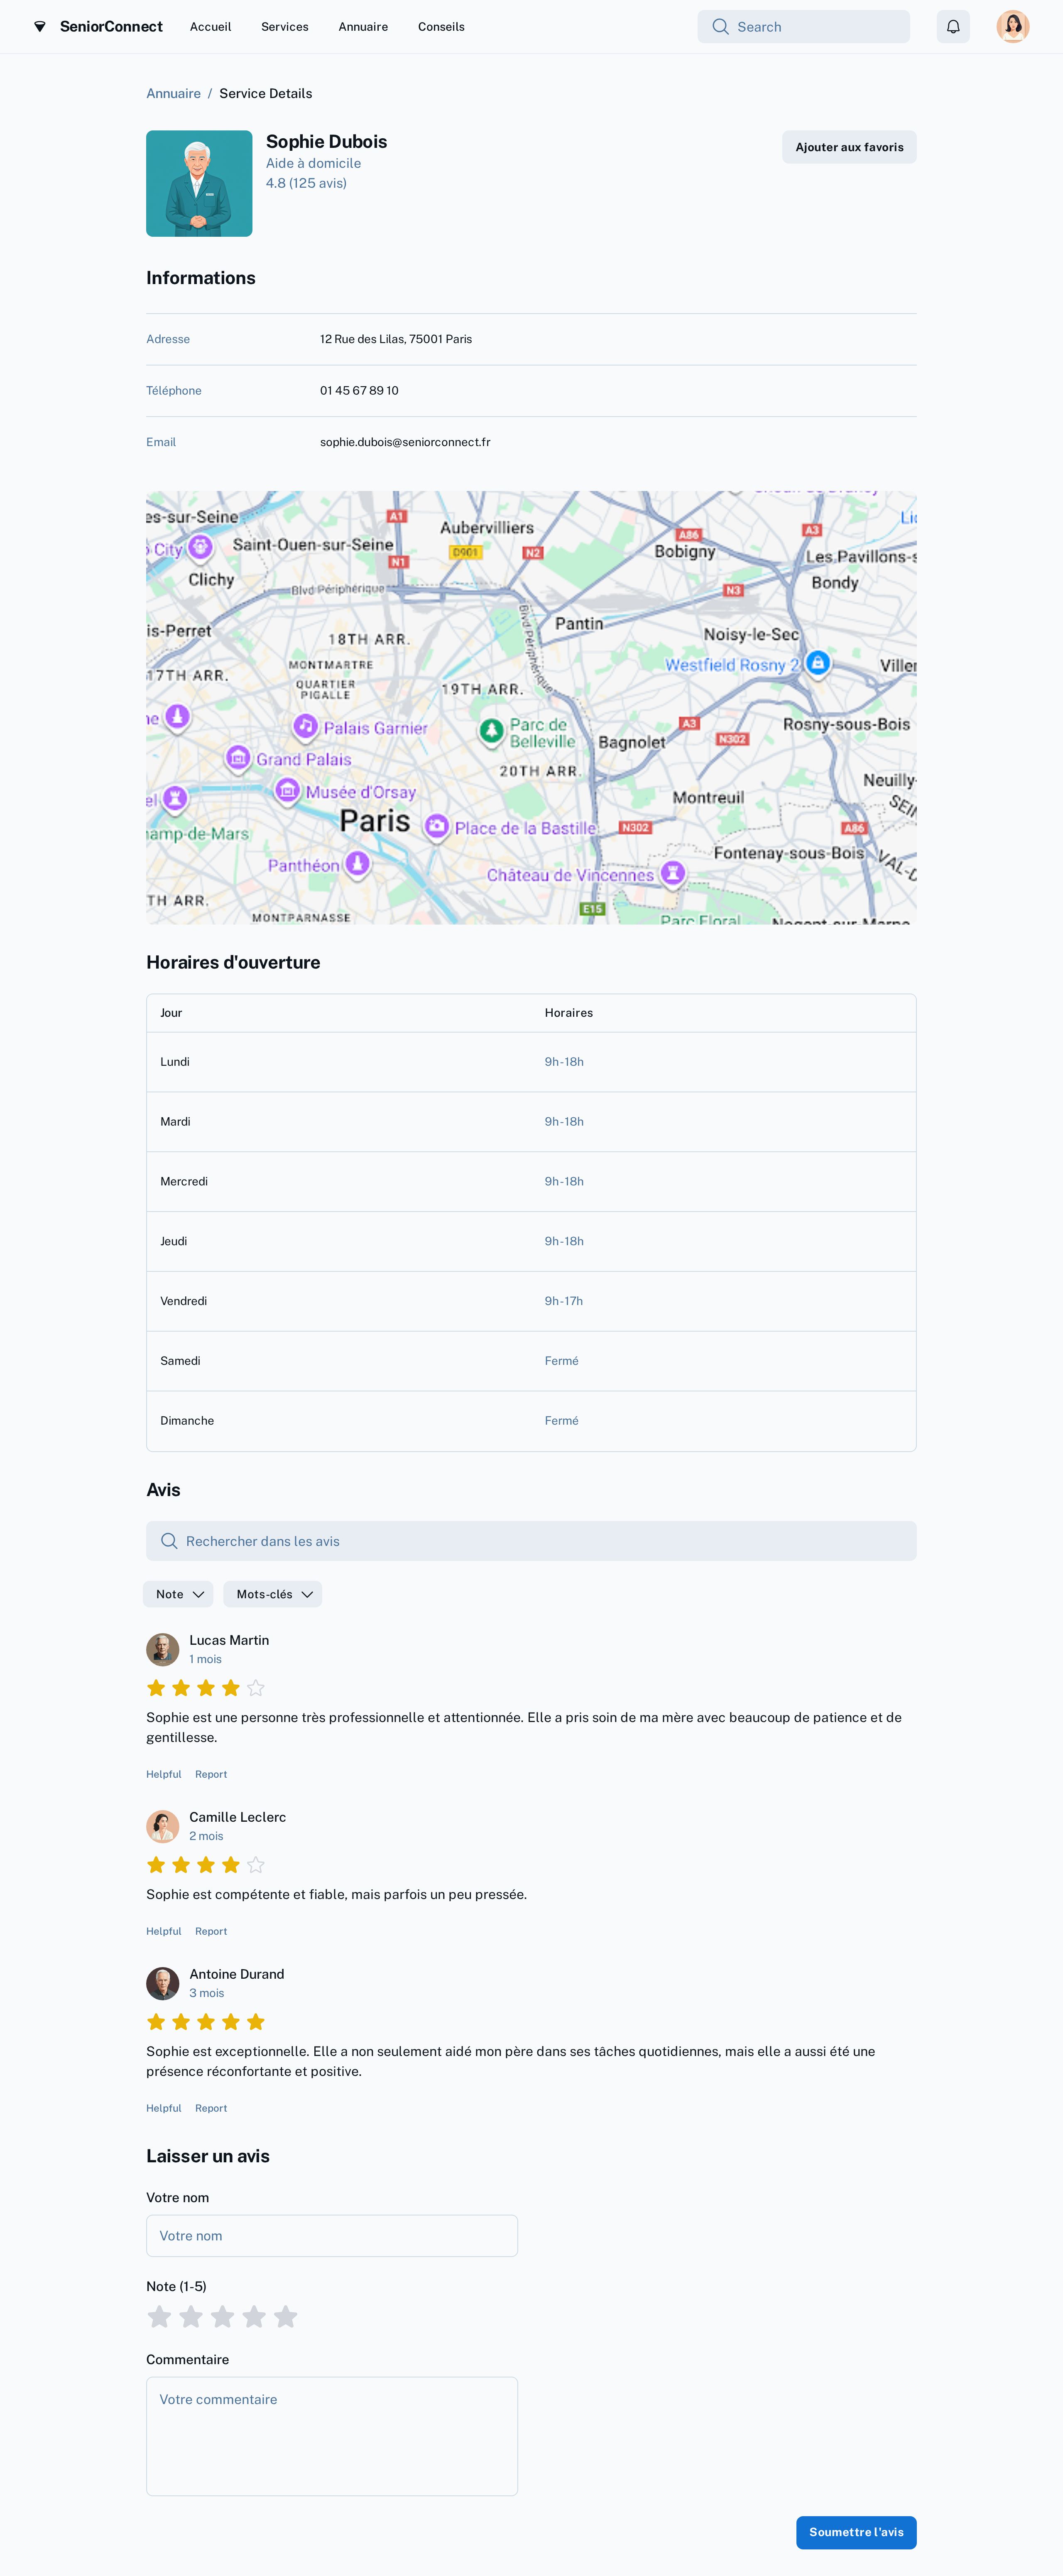 SeniorConnect
Accueil
Services
Annuaire
Conseils
Search
Annuaire / Service Details
Sophie Dubois
Aide à domicile
4.8 (125 avis)
Ajouter aux favoris
Informations
Adresse
12 Rue des Lilas, 75001 Paris
Téléphone
01 45 67 89 10
Email
sophie.dubois@seniorconnect.fr
es-sur-Seine
A1
Aubervilliers
A86
A3
City
Saint-Ouen-sur-Seine
D901
N2
N1
Bobigny
Les Pavillons-s
Clichy
Blvd Périphérique
N3
Bondy
Blvd Périphérique
is-Perret
18TH ARR.
Pantin
Noisy-le-Sec
MONTMARTRE
QUARTIER
PIGALLE
17TH ARR.
19TH ARR.
Westfield Rosny 2
Viller
Palais Garnier
Parc de
Belleville
A3
Rosny-sous-Bois
N302
Bagnolet
Grand Palais
20TH ARR.
Neuilly-
Musée d'Orsay
Montreuil
Paris
Place de la Bastille
N302
A86
amp-de-Mars
Panthéon
Château de Vincennes
Fontenay-sous-Bois
VAL-D
TH ARR.
E15
MONTPARNASSE
Parc Floral
Nogent-sur-Marne
Horaires d'ouverture
Jour
Horaires
Lundi
9h-18h
Mardi
9h-18h
Mercredi
9h-18h
Jeudi
9h-18h
Vendredi
9h-17h
Samedi
Fermé
Dimanche
Fermé
Avis
Rechercher dans les avis
Note
Mots-clés
Lucas Martin
1 mois
Sophie est une personne très professionnelle et attentionnée. Elle a pris soin de ma mère avec beaucoup de patience et de
gentillesse.
Helpful
Report
Camille Leclerc
2 mois
Sophie est compétente et fiable, mais parfois un peu pressée.
Helpful
Report
Antoine Durand
3 mois
Sophie est exceptionnelle. Elle a non seulement aidé mon père dans ses tâches quotidiennes, mais elle a aussi été une
présence réconfortante et positive.
Helpful
Report
Laisser un avis
Votre nom
Votre nom
Note (1-5)
Commentaire
Votre commentaire
Soumettre l'avis